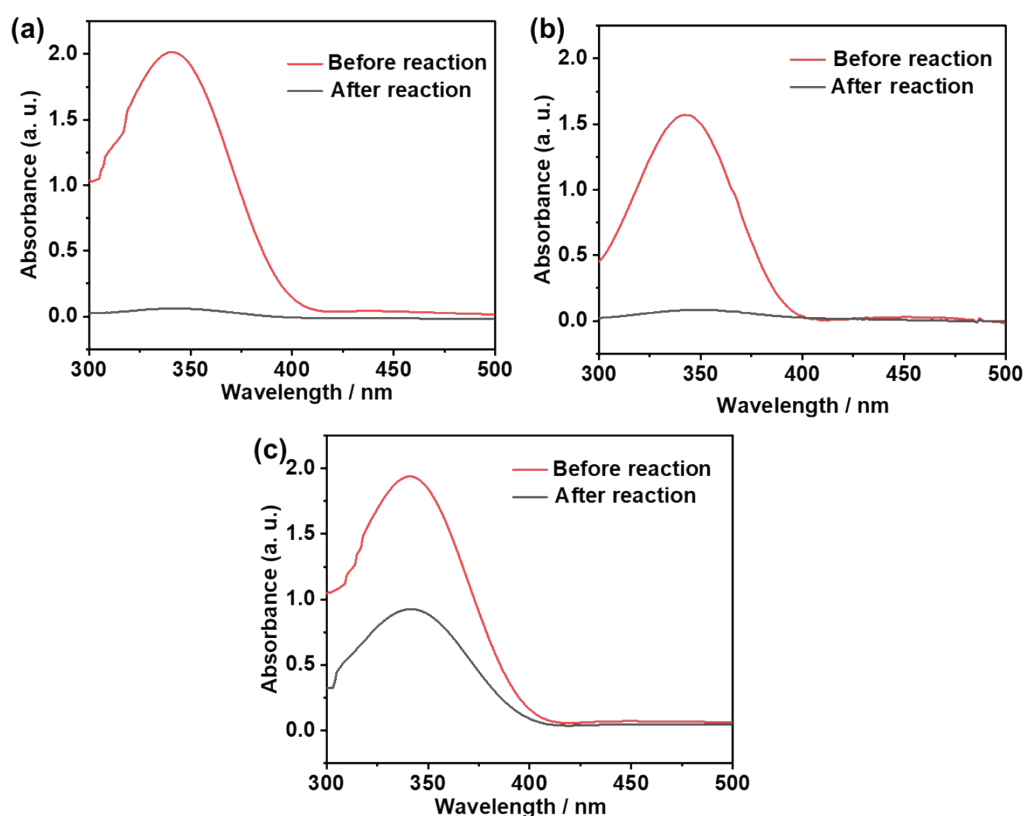 (a)
Before reaction
After reaction
Absorbance (a. u.)
2.0
1.5
1.0
0.5
0.0
300
350
400
450
500
Wavelength / nm
(b)
Before reaction
After reaction
Absorbance (a. u.)
2.0
1.5
1.0
0.5
0.0
300
350
400
450
500
Wavelength / nm
(c)
Before reaction
After reaction
Absorbance (a. u.)
2.0
1.5
1.0
0.5
0.0
300
350
400
450
500
Wavelength / nm